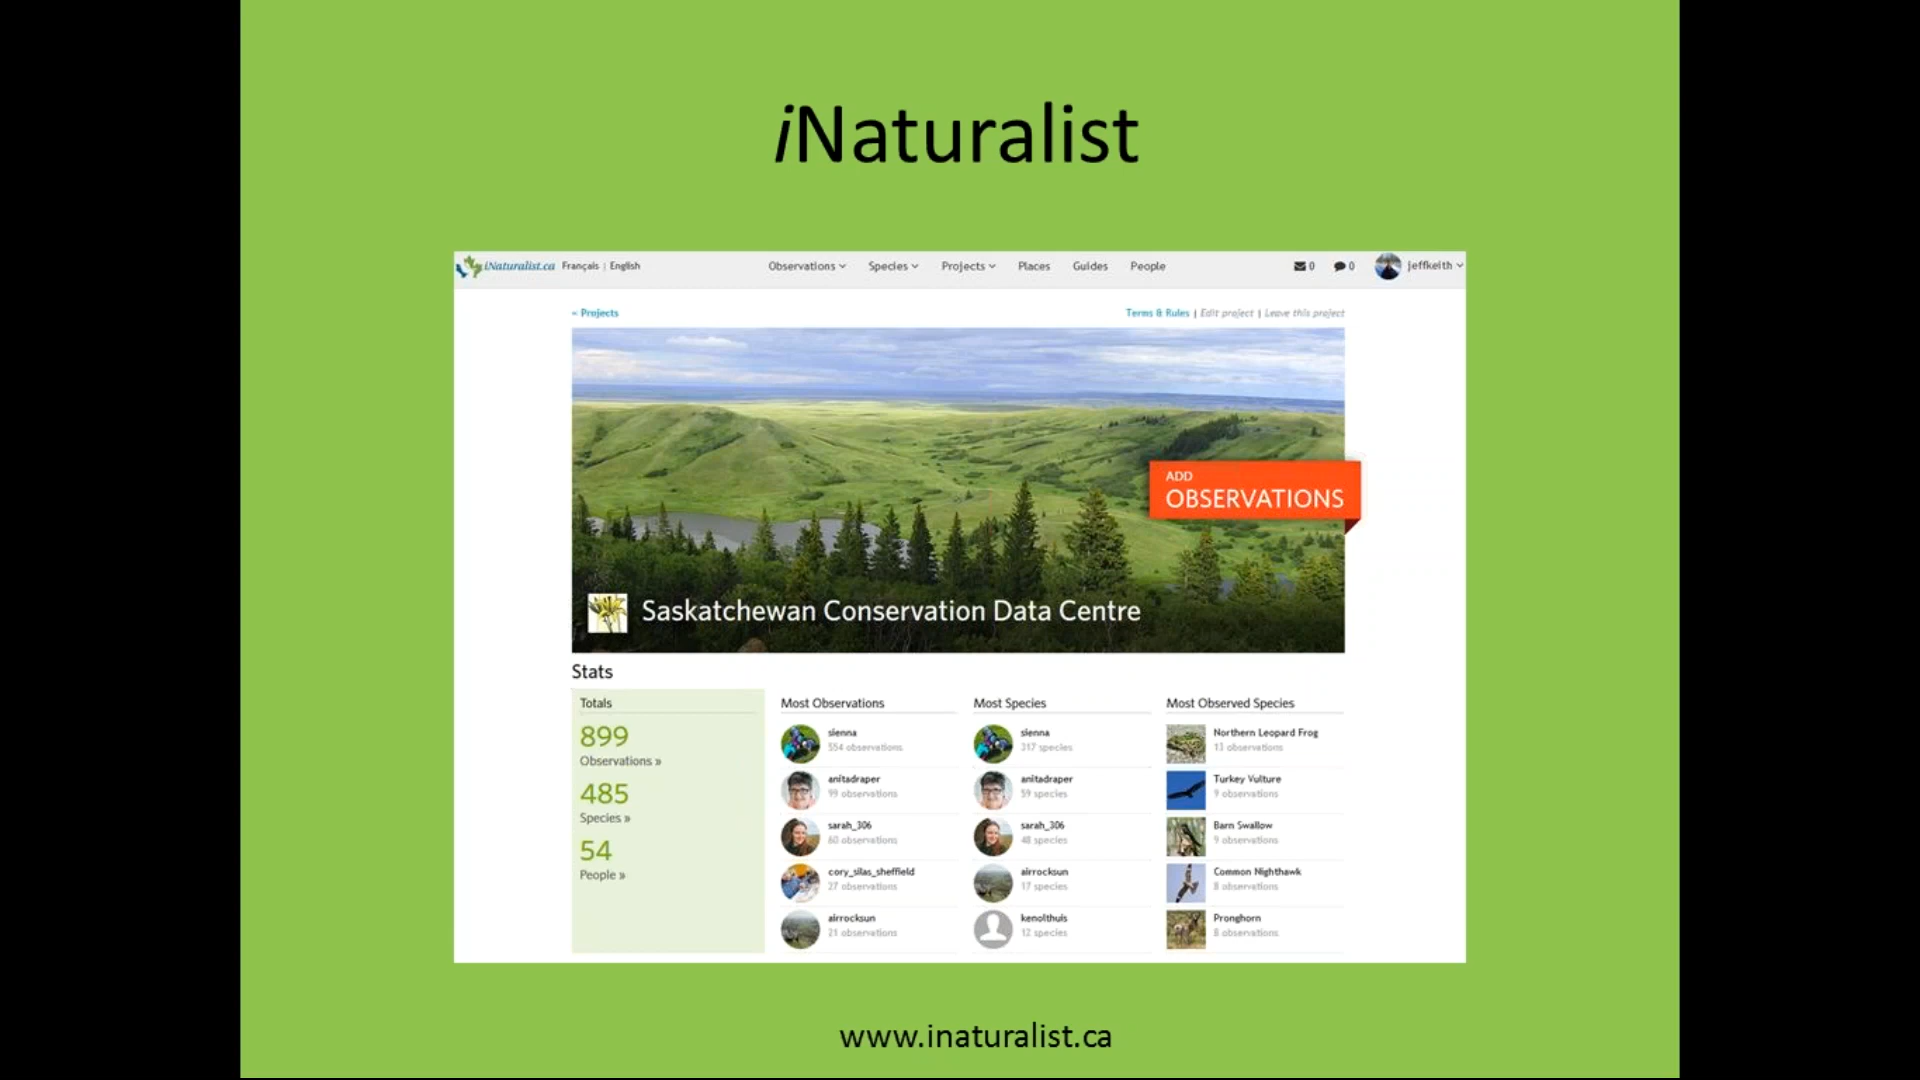 iNaturalist
iNaturalist.ca Français | English Observations Species Projects Places Guides People 0 0 jeffkeith
« Projects Terms & Rules | Edit project | Leave this project
ADD
OBSERVATIONS
Saskatchewan Conservation Data Centre
Stats
Totals
899
Observations »
485
Species »
54
People »
Most Observations
sienna
554 observations
anitadraper
99 observations
sarah_306
60 observations
cory_silas_sheffield
27 observations
airrocksun
21 observations
Most Species
sienna
317 species
anitadraper
59 species
sarah_306
48 species
airrocksun
17 species
kenolthuis
12 species
Most Observed Species
Northern Leopard Frog
13 observations
Turkey Vulture
9 observations
Barn Swallow
9 observations
Common Nighthawk
8 observations
Pronghorn
8 observations
www.inaturalist.ca